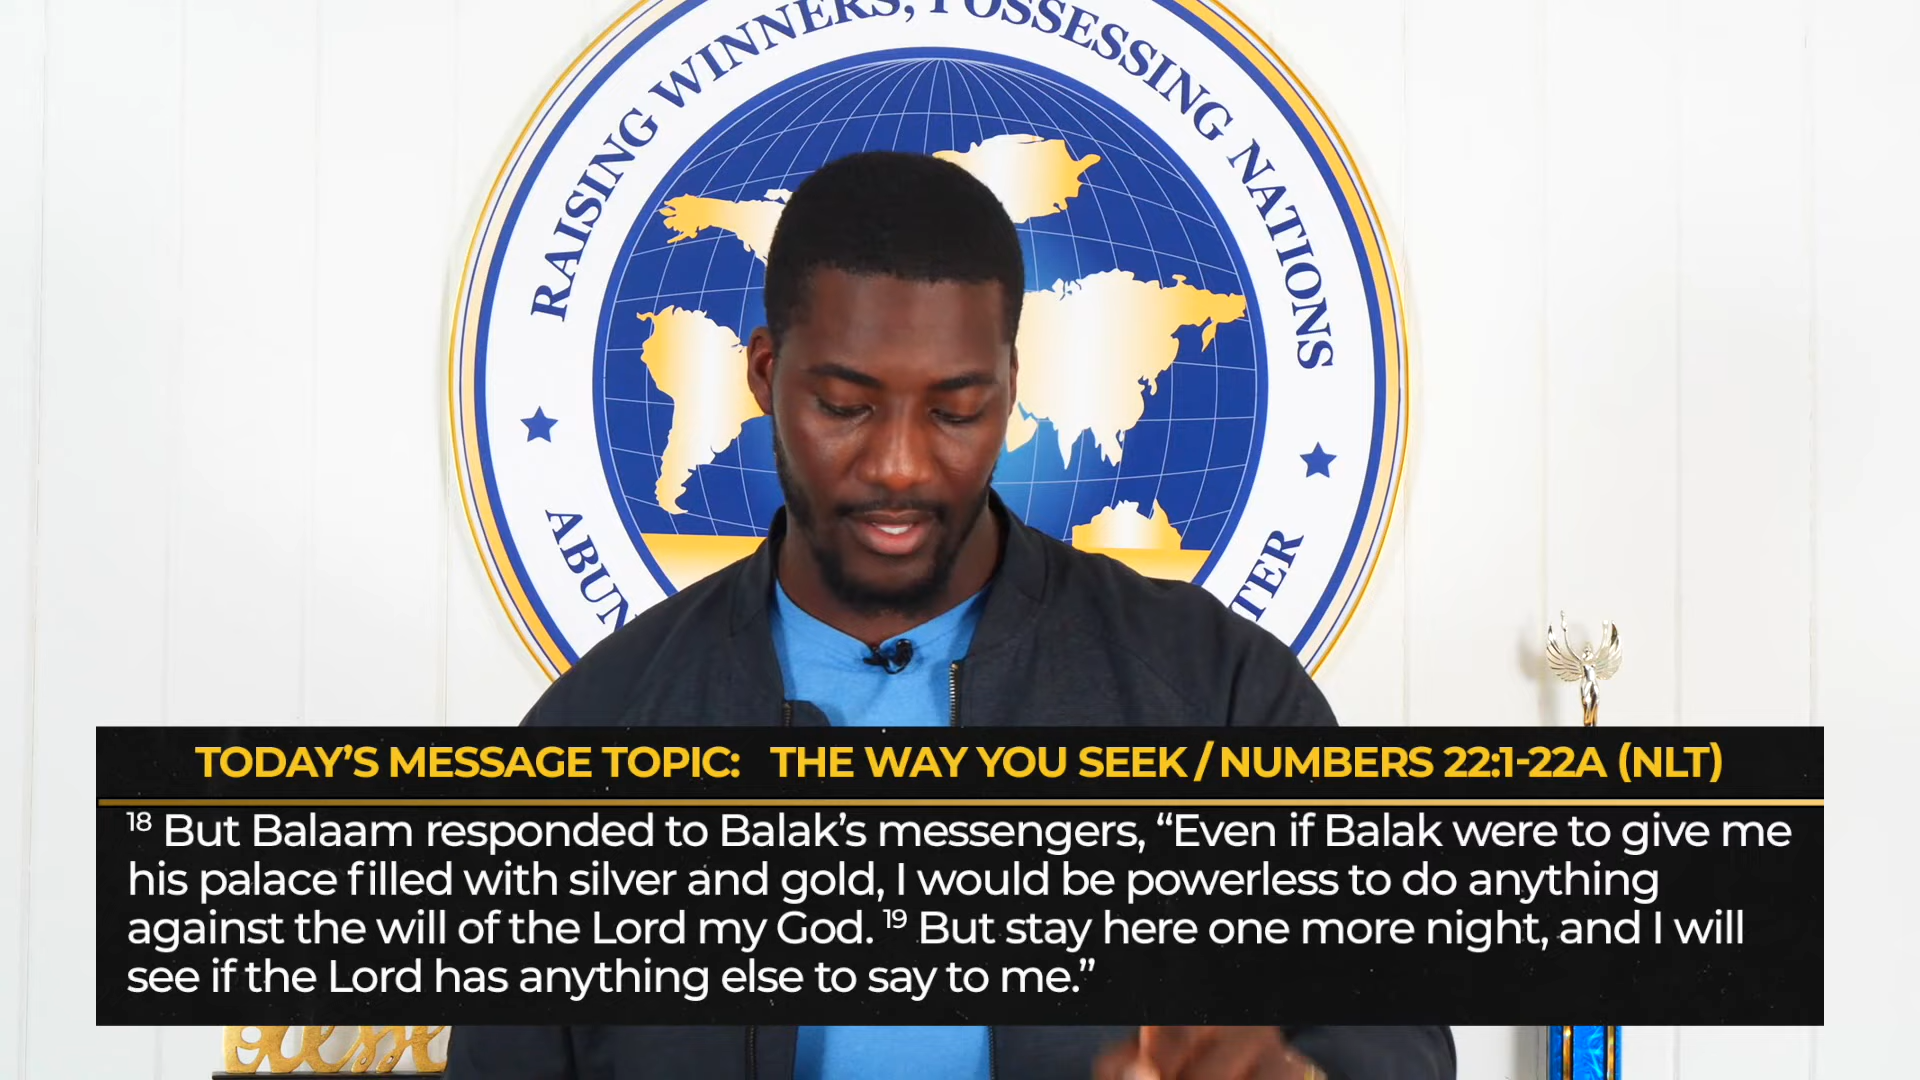 RAISING WINNERS, POSSESSING NATIONS
TODAY'S MESSAGE TOPIC: THE WAY YOU SEEK / NUMBERS 22:1-22A (NLT)
18 But Balaam responded to Balak's messengers, “Even if Balak were to give me
his palace filled with silver and gold, I would be powerless to do anything
against the will of the Lord my God. 19 But stay here one more night, and I will
see if the Lord has anything else to say to me.”